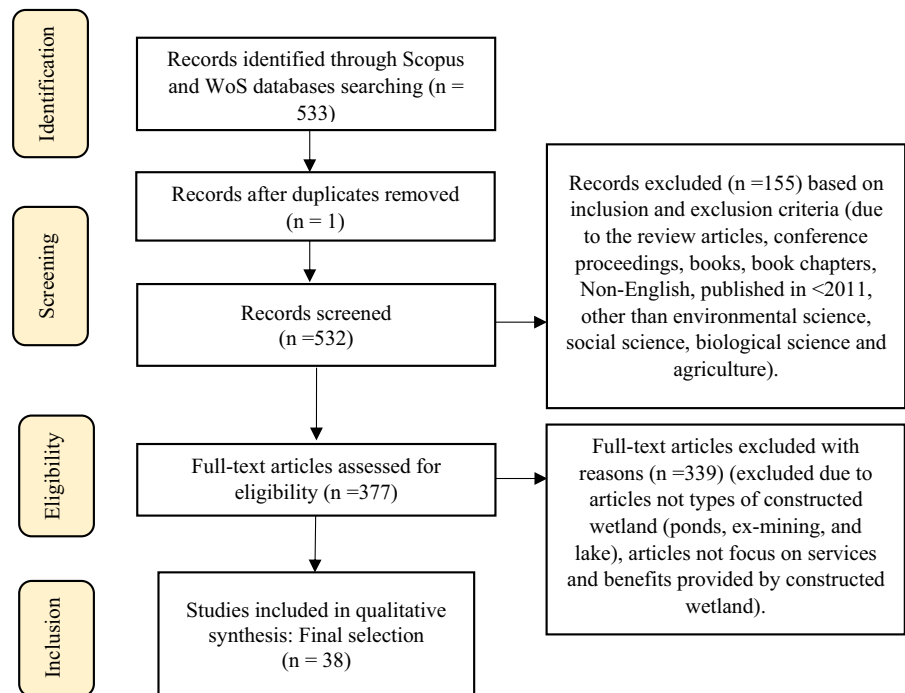 Identification
Records identified through Scopus
and WoS databases searching (n =
533)
Records after duplicates removed
(n = 1)
Screening
Records screened
(n =532)
Records excluded (n =155) based on
inclusion and exclusion criteria (due
to the review articles, conference
proceedings, books, book chapters,
Non-English, published in <2011,
other than environmental science,
social science, biological science and
agriculture).
Eligibility
Full-text articles assessed for
eligibility (n =377)
Full-text articles excluded with
reasons (n =339) (excluded due to
articles not types of constructed
wetland (ponds, ex-mining, and
lake), articles not focus on services
and benefits provided by constructed
wetland).
Inclusion
Studies included in qualitative
synthesis: Final selection
(n = 38)